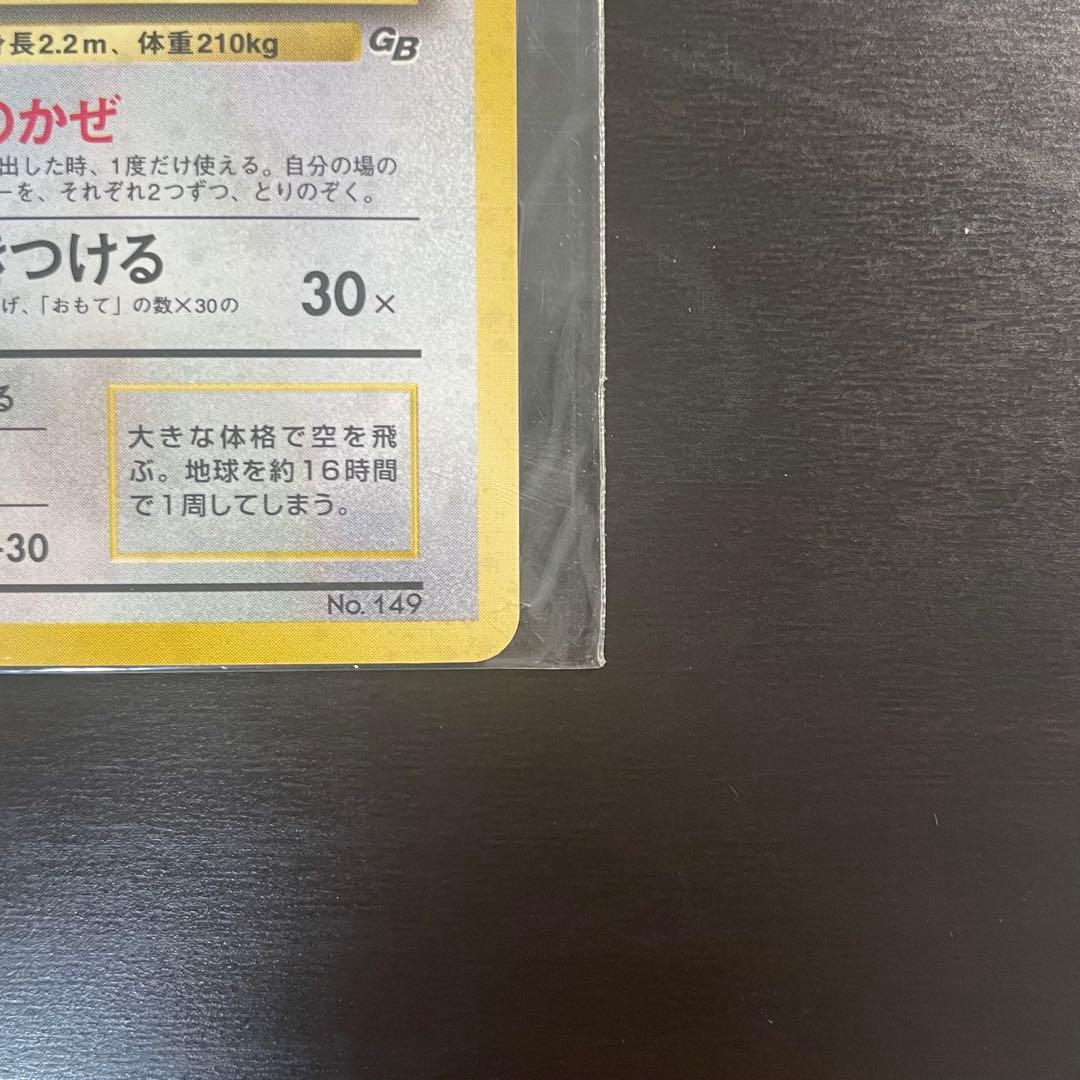 長2.2m、体重210kg GB
のかぜ
出した時、1度だけ使える。自分の場の
ーを、それぞれ2つずつ、とりのぞく。
きつける 30×
げ、「おもて」の数×30の
る
大きな体格で空を飛
ぶ。地球を約16時間
で1周してしまう。
-30
No. 149